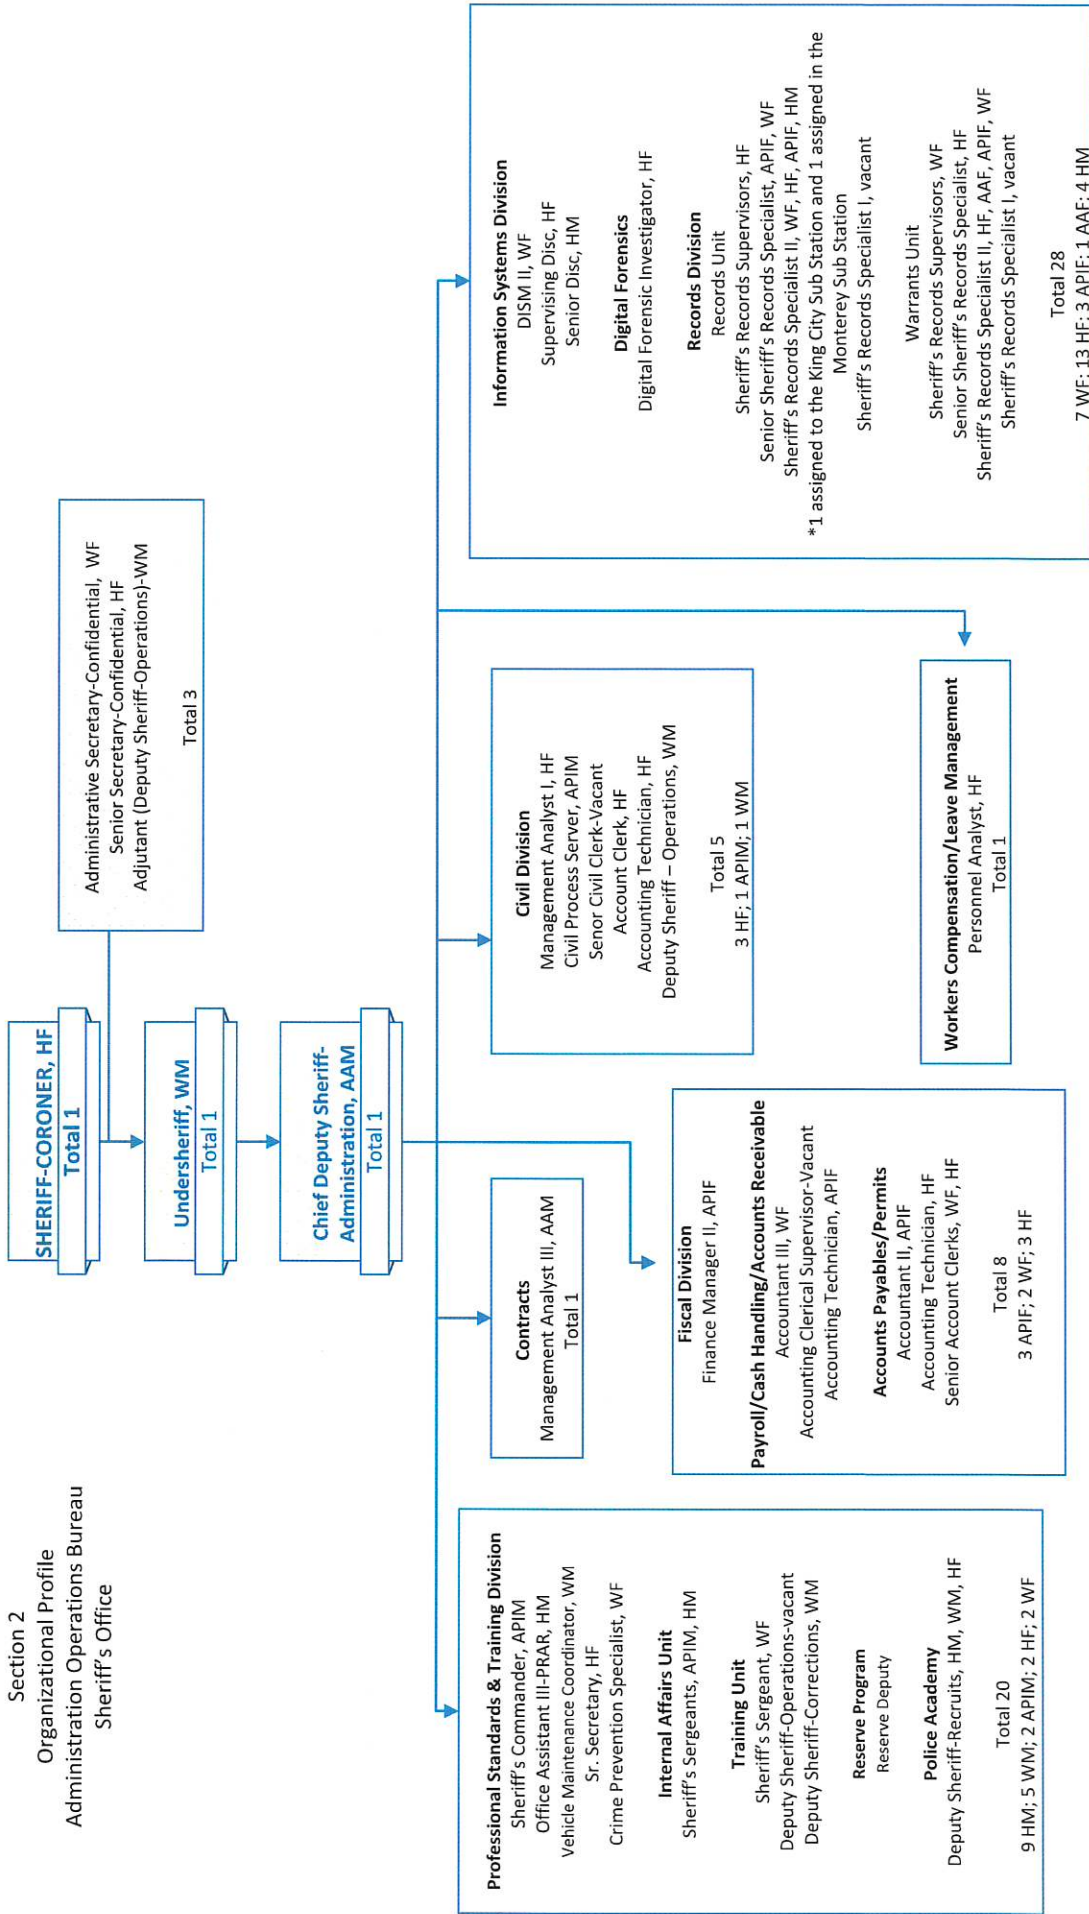 Section 2
Organizational Profile
Administration Operations Bureau
Sheriff's Office
SHERIFF-CORONER, HF
Total 1
Administrative Secretary-Confidential, WF
Senior Secretary-Confidential, HF
Adjutant (Deputy Sheriff-Operations)-WM
Total 3
Undersheriff, WM
Total 1
Chief Deputy Sheriff-
Administration, AAM
Total 1
Professional Standards & Training Division
Sheriff's Commander, APIM
Office Assistant III-PRAR, HM
Vehicle Maintenance Coordinator, WM
Sr. Secretary, HF
Crime Prevention Specialist, WF
Internal Affairs Unit
Sheriff's Sergeants, APIM, HM
Training Unit
Sheriff's Sergeant, WF
Deputy Sheriff-Operations-vacant
Deputy Sheriff-Corrections, WM
Reserve Program
Reserve Deputy
Police Academy
Deputy Sheriff-Recruits, HM, WM, HF
Total 20
9 HM; 5 WM; 2 APIM; 2 HF; 2 WF
Contracts
Management Analyst III, AAM
Total 1
Fiscal Division
Finance Manager II, APIF
Payroll/Cash Handling/Accounts Receivable
Accountant III, WF
Accounting Clerical Supervisor-Vacant
Accounting Technician, APIF
Accounts Payables/Permits
Accountant II, APIF
Accounting Technician, HF
Senior Account Clerks, WF, HF
Total 8
3 APIF; 2 WF; 3 HF
Civil Division
Management Analyst I, HF
Civil Process Server, APIM
Senor Civil Clerk-Vacant
Account Clerk, HF
Accounting Technician, HF
Deputy Sheriff – Operations, WM
Total 5
3 HF; 1 APIM; 1 WM
Workers Compensation/Leave Management
Personnel Analyst, HF
Total 1
Information Systems Division
DISM II, WF
Supervising Disc, HF
Senior Disc, HM
Digital Forensics
Digital Forensic Investigator, HF
Records Division
Records Unit
Sheriff's Records Supervisors, HF
Senior Sheriff's Records Specialist, APIF, WF
Sheriff's Records Specialist II, WF, HF, APIF, HM
*1 assigned to the King City Sub Station and 1 assigned in the
Monterey Sub Station
Sheriff's Records Specialist I, vacant
Warrants Unit
Sheriff's Records Supervisors, WF
Senior Sheriff's Records Specialist, HF
Sheriff's Records Specialist II, HF, AAF, APIF, WF
Sheriff's Records Specialist I, vacant
Total 28
7 WF; 13 HF; 3 APIF; 1 AAF; 4 HM